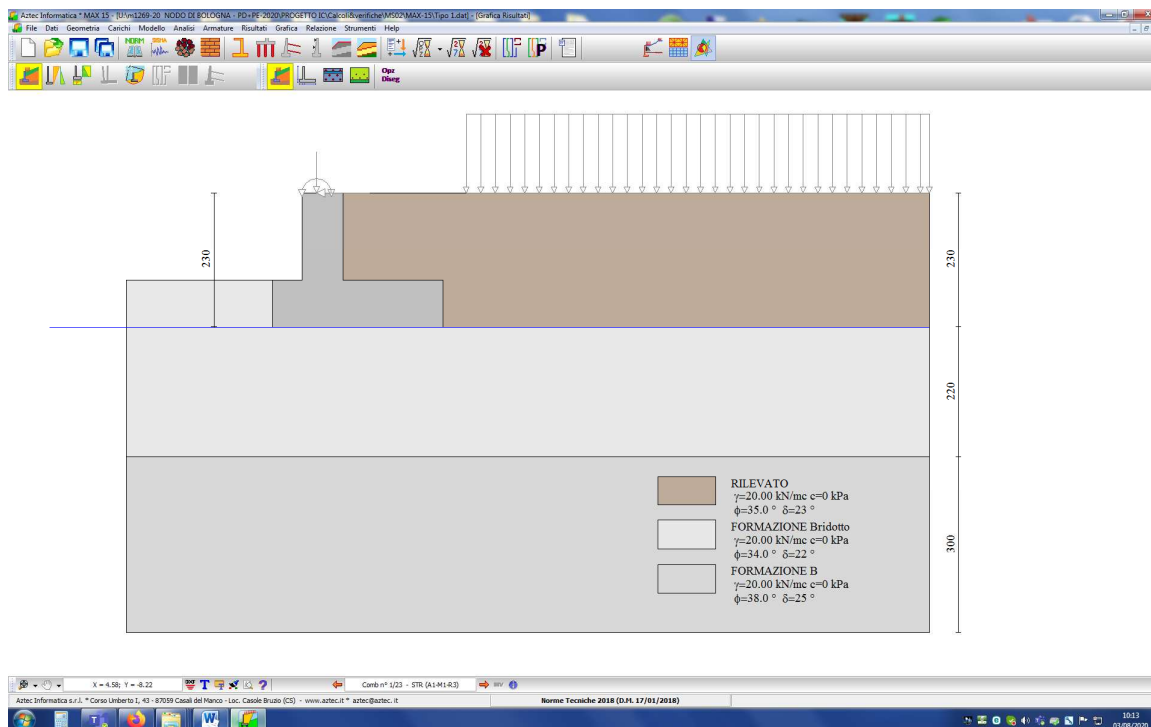 Aztec Informatica * MAX 15 - [U:\m1269-20 NODO DI BOLOGNA - PD+PE-2020\PROGETTO IC\Calcoli&verifiche\MS02\MAX-15\Tipo 1.dat] - [Grafica Risultati]
File Dati Geometria Carichi Modello Analisi Armature Risultati Grafica Relazione Strumenti Help
NORM
Opz
Diseg
230
230
220
300
RILEVATO
γ=20.00 kN/mc c=0 kPa
ϕ=35.0 ° δ=23 °
FORMAZIONE Bridotto
γ=20.00 kN/mc c=0 kPa
ϕ=34.0 ° δ=22 °
FORMAZIONE B
γ=20.00 kN/mc c=0 kPa
ϕ=38.0 ° δ=25 °
X = 4.58; Y = -8.22
Comb n° 1/23 - STR (A1-M1-R3)
INV
Aztec Informatica s.r.l. * Corso Umberto I, 43 - 87059 Casali del Manco - Loc. Casole Bruzio (CS) - www.aztec.it * aztec@aztec. it
Norme Tecniche 2018 (D.M. 17/01/2018)
10:13
03/08/2020